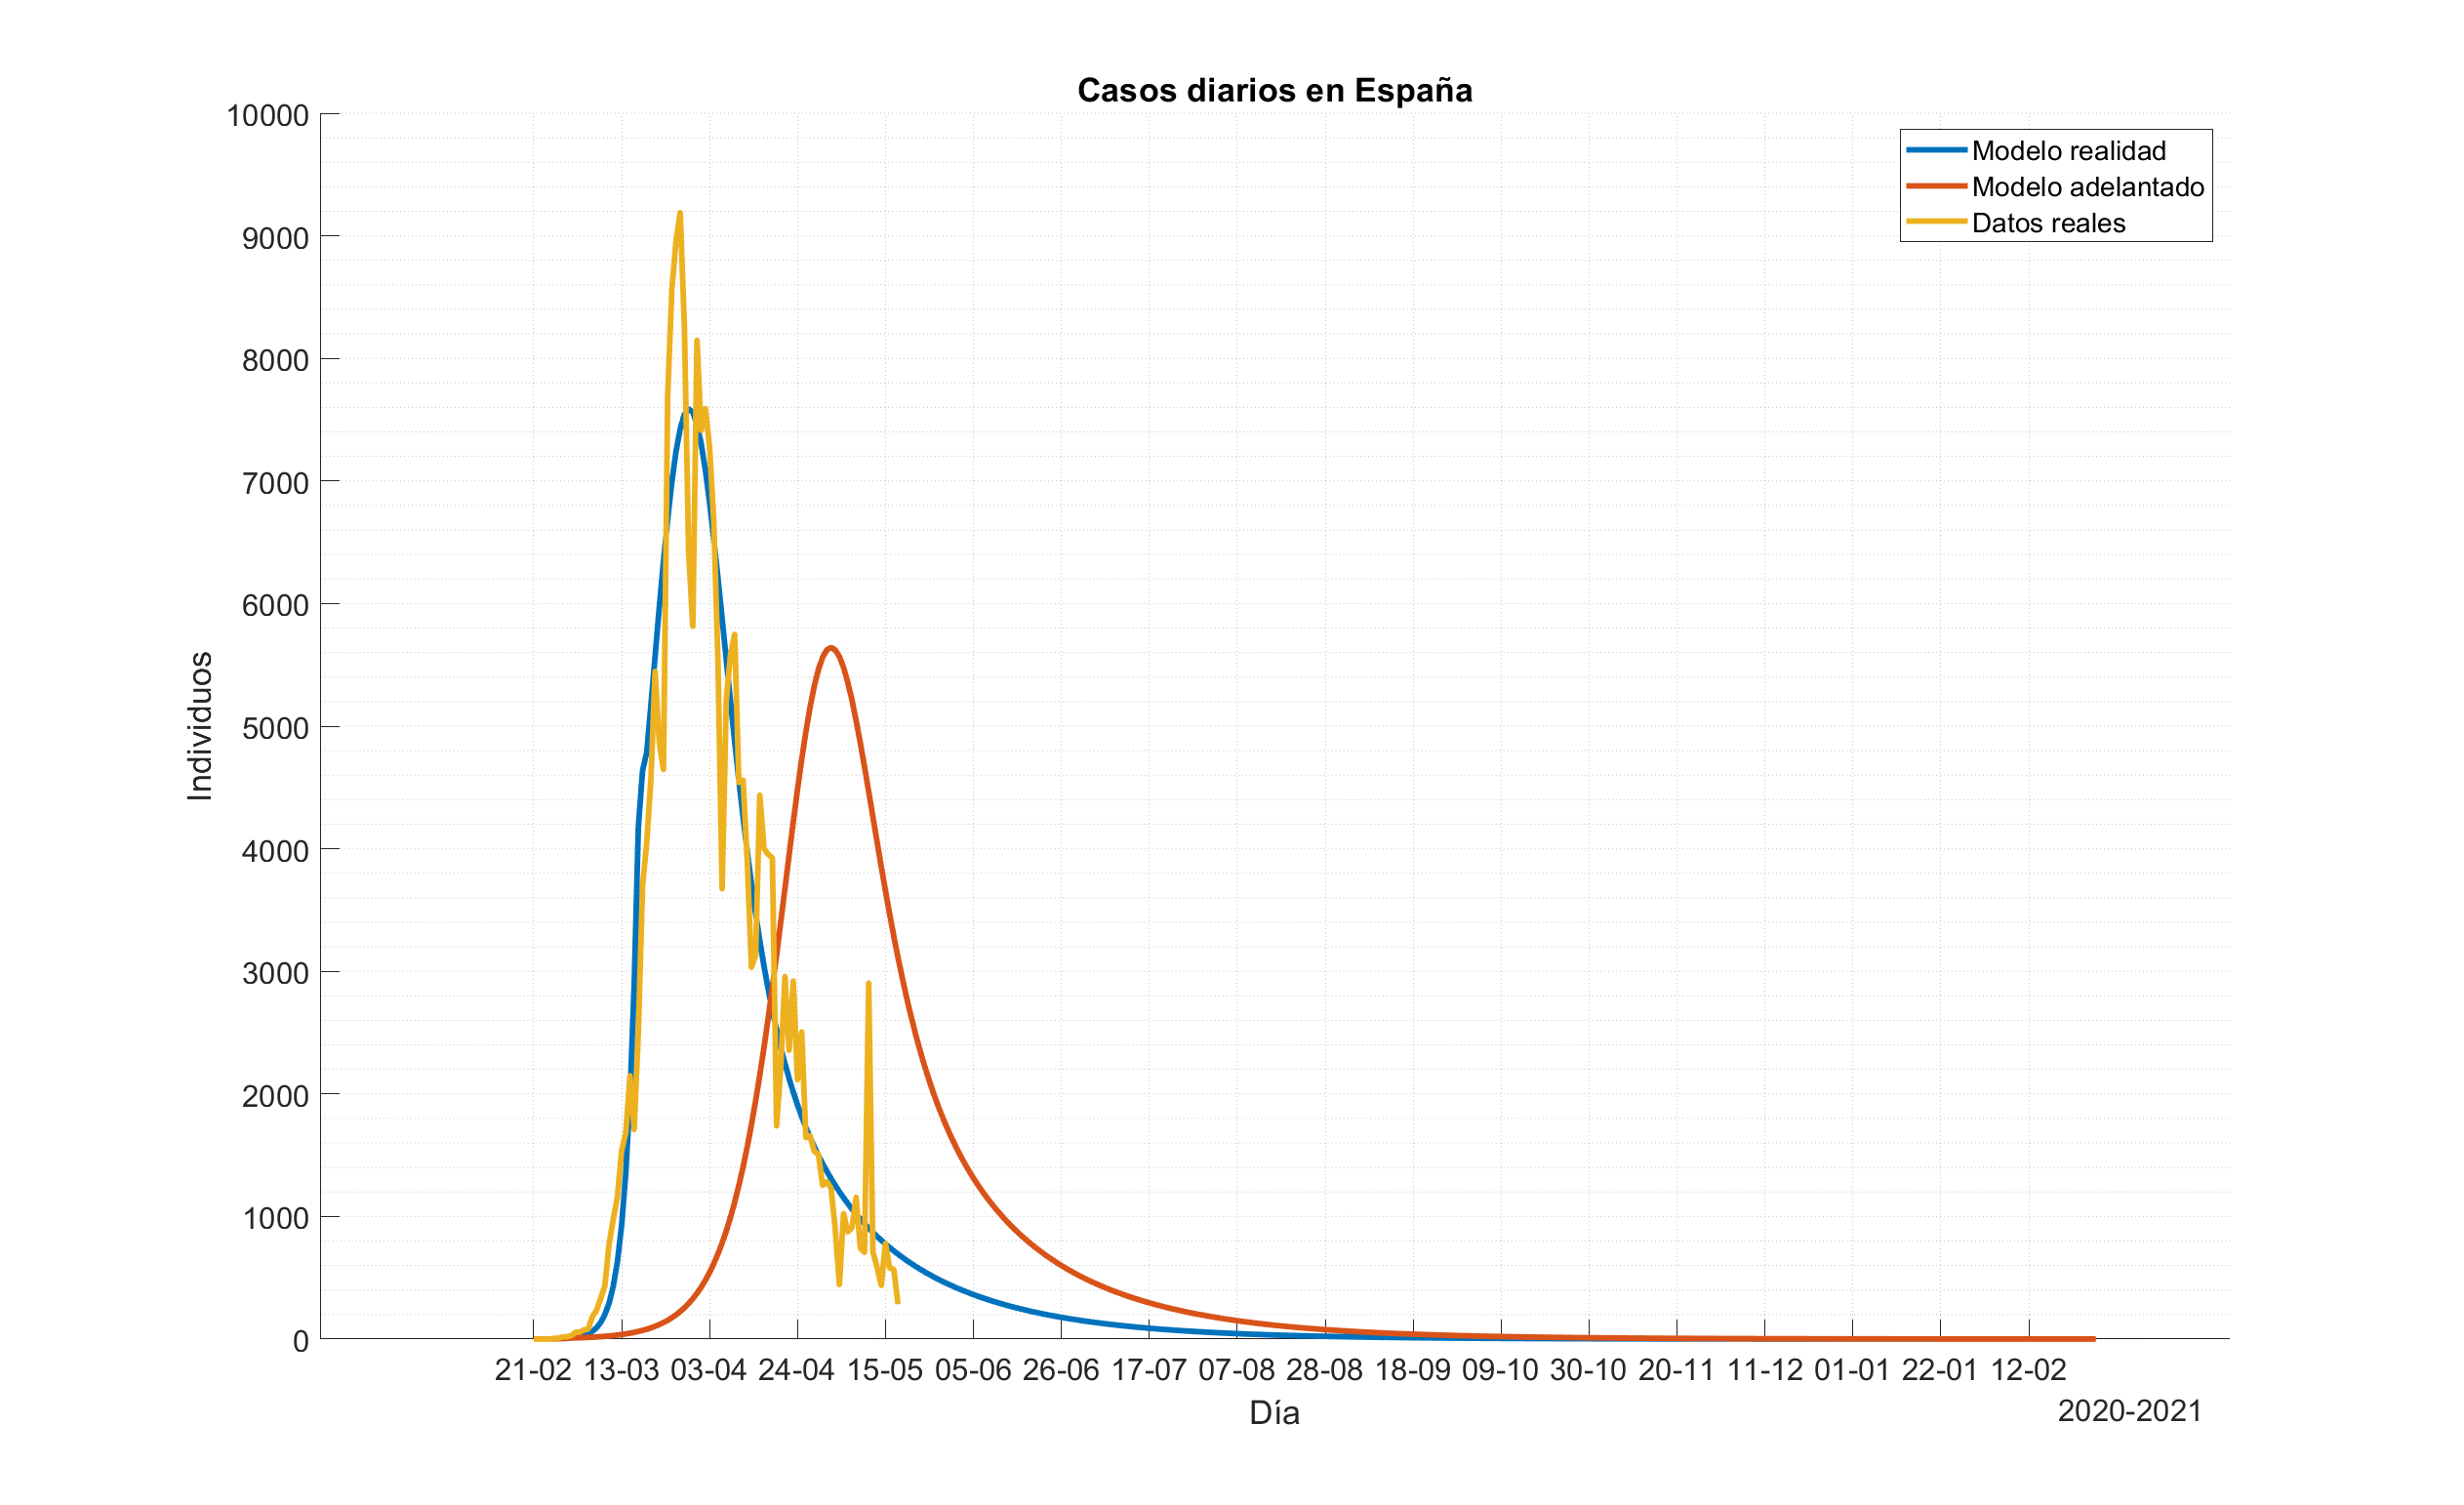 Casos diarios en España
Modelo realidad
Modelo adelantado
Datos reales
10000
9000
8000
7000
6000
5000
4000
3000
2000
1000
0
Individuos
21-02 13-03 03-04 24-04 15-05 05-06 26-06 17-07 07-08 28-08 18-09 09-10 30-10 20-11 11-12 01-01 22-01 12-02
Día
2020-2021